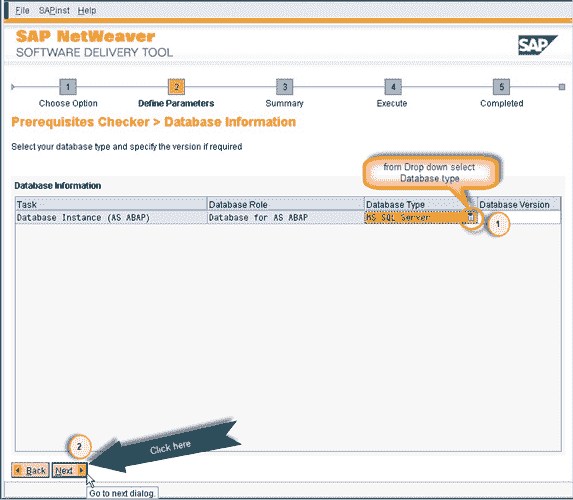 File SAPinst Help
SAP NetWeaver
SOFTWARE DELIVERY TOOL
SAP
1 2 3 4 5
Choose Option Define Parameters Summary Execute Completed
Prerequisites Checker > Database Information
Select your database type and specify the version if required
from Drop down select
Database type
Database Information
Task Database Role Database Type Database Version
Database Instance (AS ABAP) Database for AS ABAP MS SQL Server
1
2
Click here
Back Next
Go to next dialog.